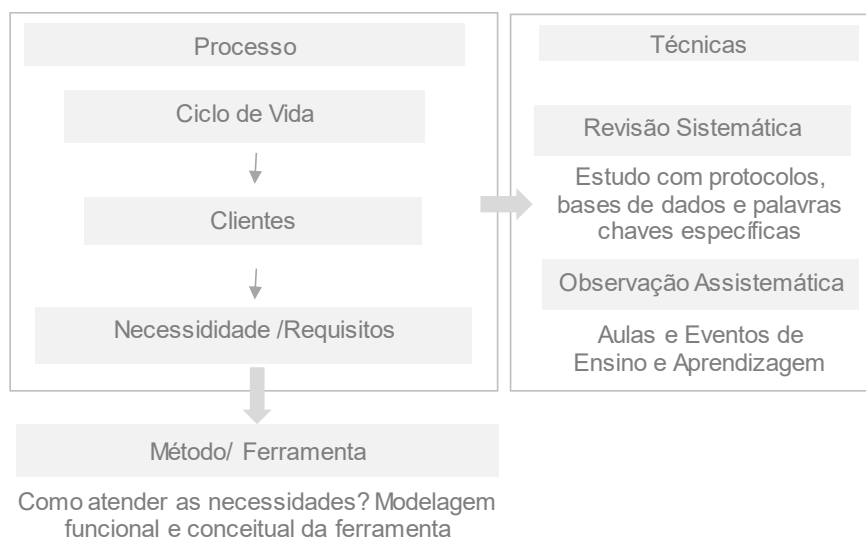 Processo
Ciclo de Vida
Clientes
Necessididade /Requisitos
Técnicas
Revisão Sistemática
Estudo com protocolos,
bases de dados e palavras
chaves específicas
Observação Assistemática
Aulas e Eventos de
Ensino e Aprendizagem
Método/ Ferramenta
Como atender as necessidades? Modelagem
funcional e conceitual da ferramenta